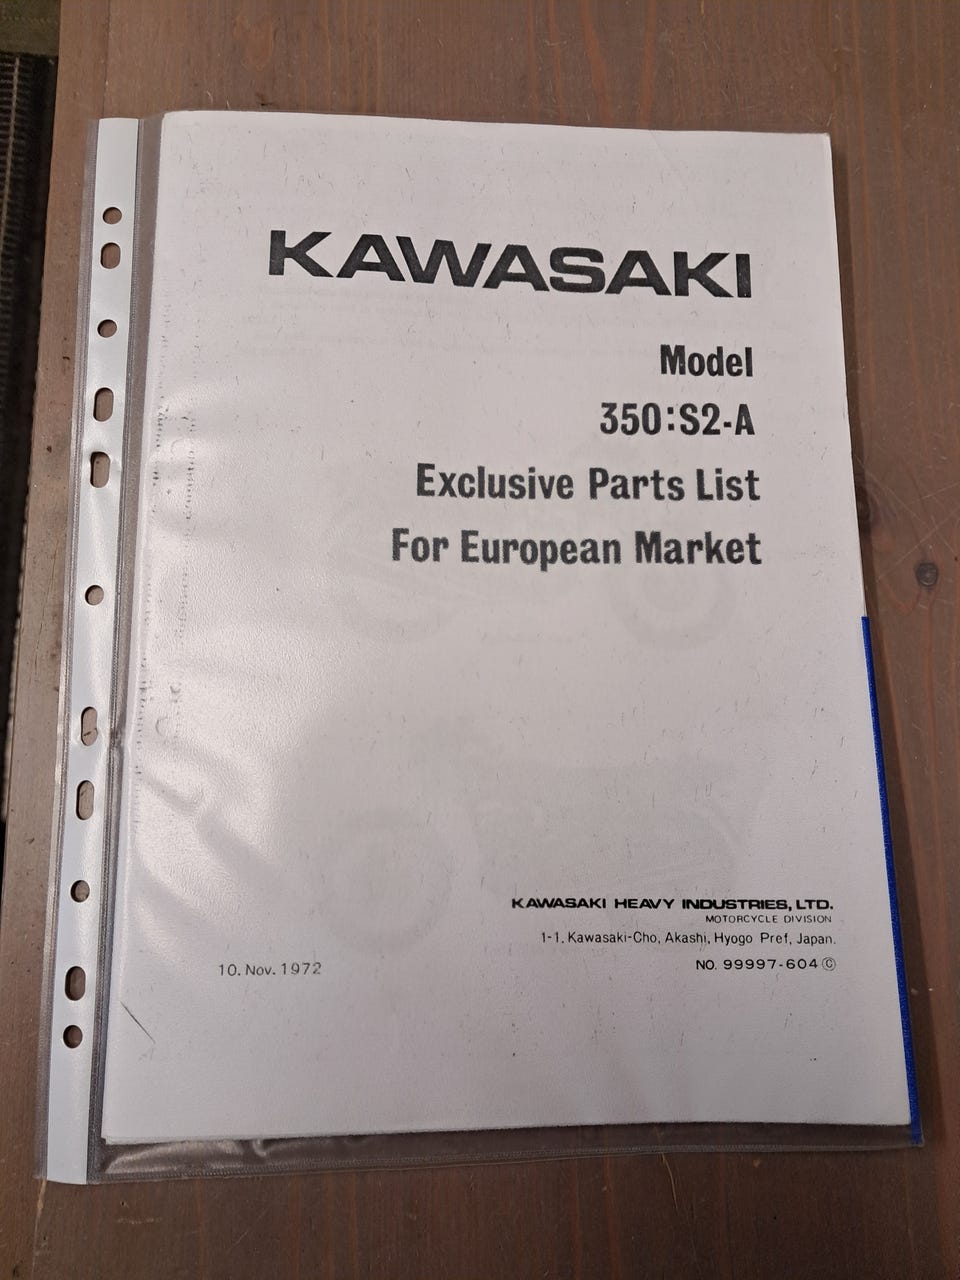 KAWASAKI
Model
350:S2-A
Exclusive Parts List
For European Market
KAWASAKI HEAVY INDUSTRIES, LTD.
MOTORCYCLE DIVISION
1-1, Kawasaki-Cho, Akashi, Hyogo Pref, Japan.
10. Nov. 1972
NO. 99997-604 Ⓒ